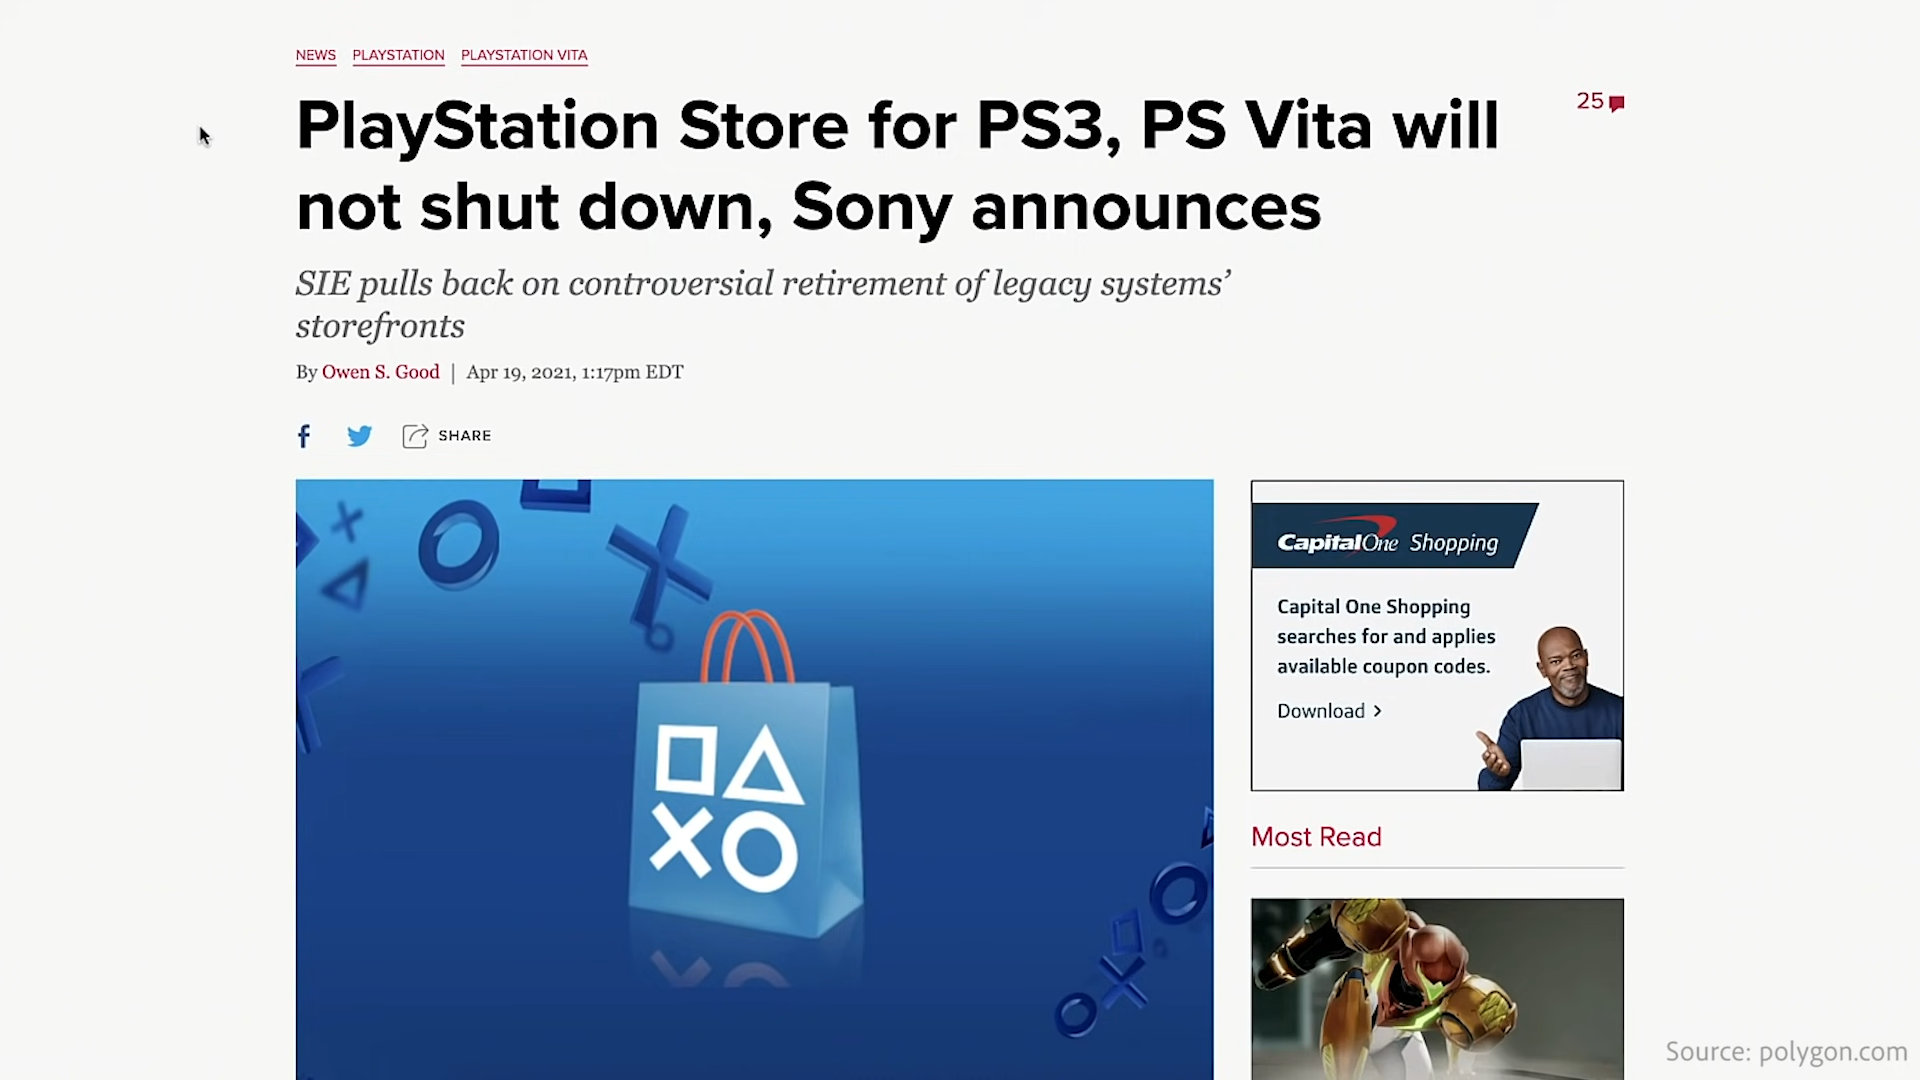 NEWS PLAYSTATION PLAYSTATION VITA
PlayStation Store for PS3, PS Vita will
not shut down, Sony announces
25
SIE pulls back on controversial retirement of legacy systems’
storefronts
By Owen S. Good | Apr 19, 2021, 1:17pm EDT
SHARE
CapitalOne Shopping
Capital One Shopping
searches for and applies
available coupon codes.
Download >
Most Read
Source: polygon.com